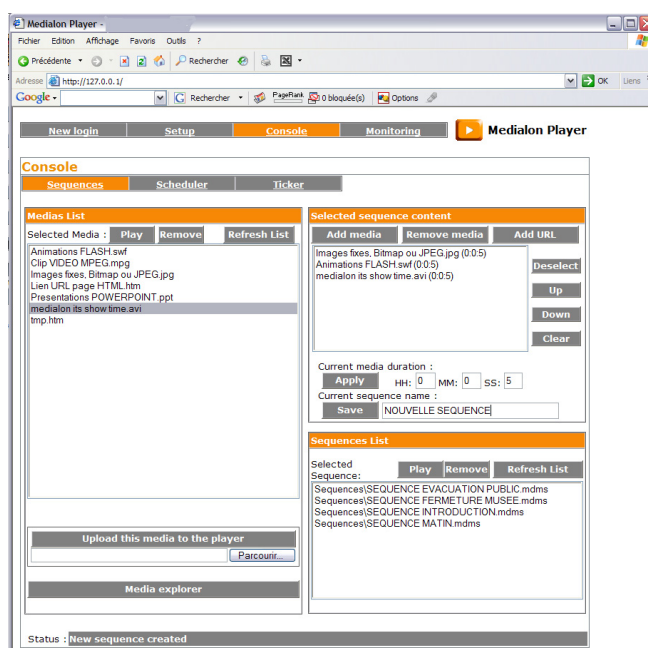 Medialon Player -
Fichier Edition Affichage Favoris Outils ?
Précédente Rechercher
Adresse http://127.0.0.1/ OK Liens
Google Rechercher PageRank 0 bloquée(s) Options
New login Setup Console Monitoring Medialon Player
Console
Sequences Scheduler Ticker
Medias List
Selected Media : Play Remove Refresh List
Animations FLASH.swf
Clip VIDEO MPEG.mpg
Images fixes, Bitmap ou JPEG.jpg
Lien URL page HTML.htm
Presentations POWERPOINT.ppt
medialon its show time.avi
tmp.htm
Upload this media to the player
Parcourir...
Media explorer
Selected sequence content
Add media Remove media Add URL
Images fixes, Bitmap ou JPEG.jpg (0:0:5)
Animations FLASH.swf (0:0:5)
medialon its show time.avi (0:0:5)
Deselect
Up
Down
Clear
Current media duration :
Apply HH: 0 MM: 0 SS: 5
Current sequence name :
Save NOUVELLE SEQUENCE
Sequences List
Selected
Sequence: Play Remove Refresh List
Sequences\SEQUENCE EVACUATION PUBLIC.mdms
Sequences\SEQUENCE FERMETURE MUSEE.mdms
Sequences\SEQUENCE INTRODUCTION.mdms
Sequences\SEQUENCE MATIN.mdms
Status : New sequence created